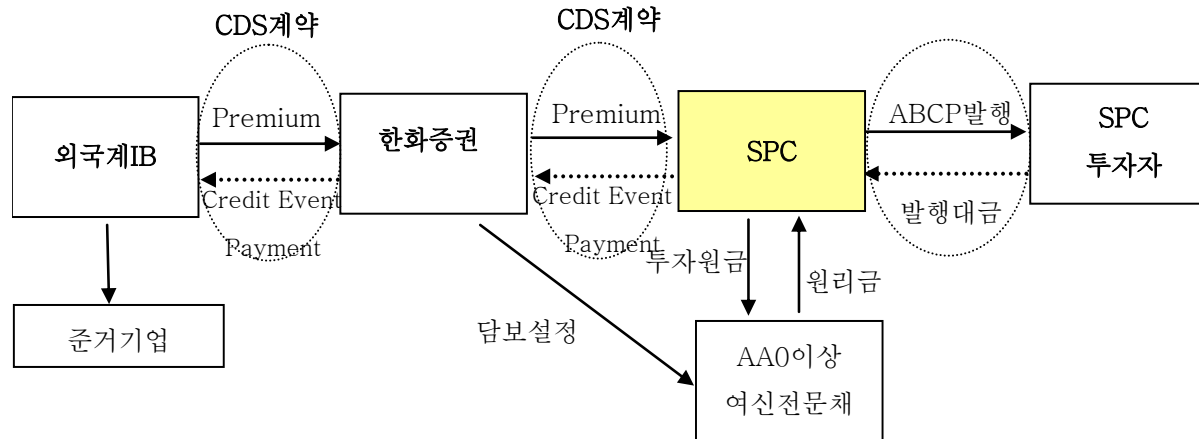 CDS계약
CDS계약
외국계IB
Premium
Credit Event
Payment
한화증권
Premium
Credit Event
Payment
SPC
ABCP발행
발행대금
SPC
투자자
준거기업
담보설정
투자원금
원리금
AA0이상
여신전문채